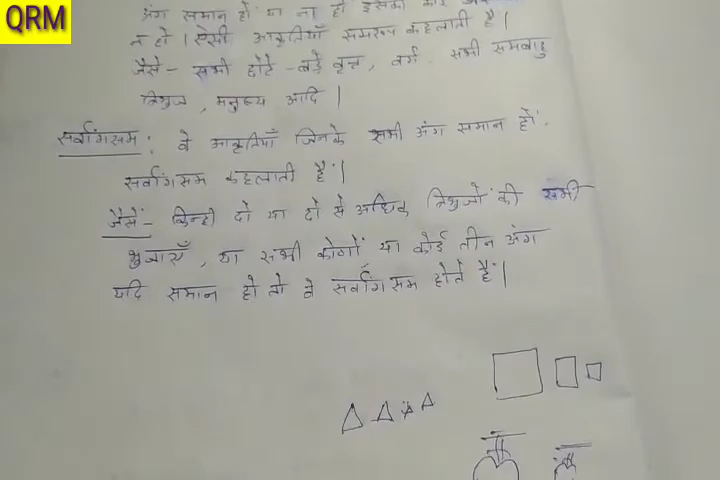 QRM
अंग समान हों या ना हों इसका कोई
न हो। ऐसी आकृतियाँ समरूप कहलाती हैं।
जैसे - सभी छोटे - बड़े वृत्त, वर्ग, सभी समबाहु
त्रिभुज, मनुष्य आदि।
सर्वांगसम : वे आकृतियाँ जिनके सभी अंग समान हों,
सर्वांगसम कहलाती हैं।
जैसें - किन्ही दो या दो से अधिक त्रिभुजों की सभी
भुजाएँ, या सभी कोणों या कोई तीन अंग
यदि समान हो तो वे सर्वांगसम होते हैं।